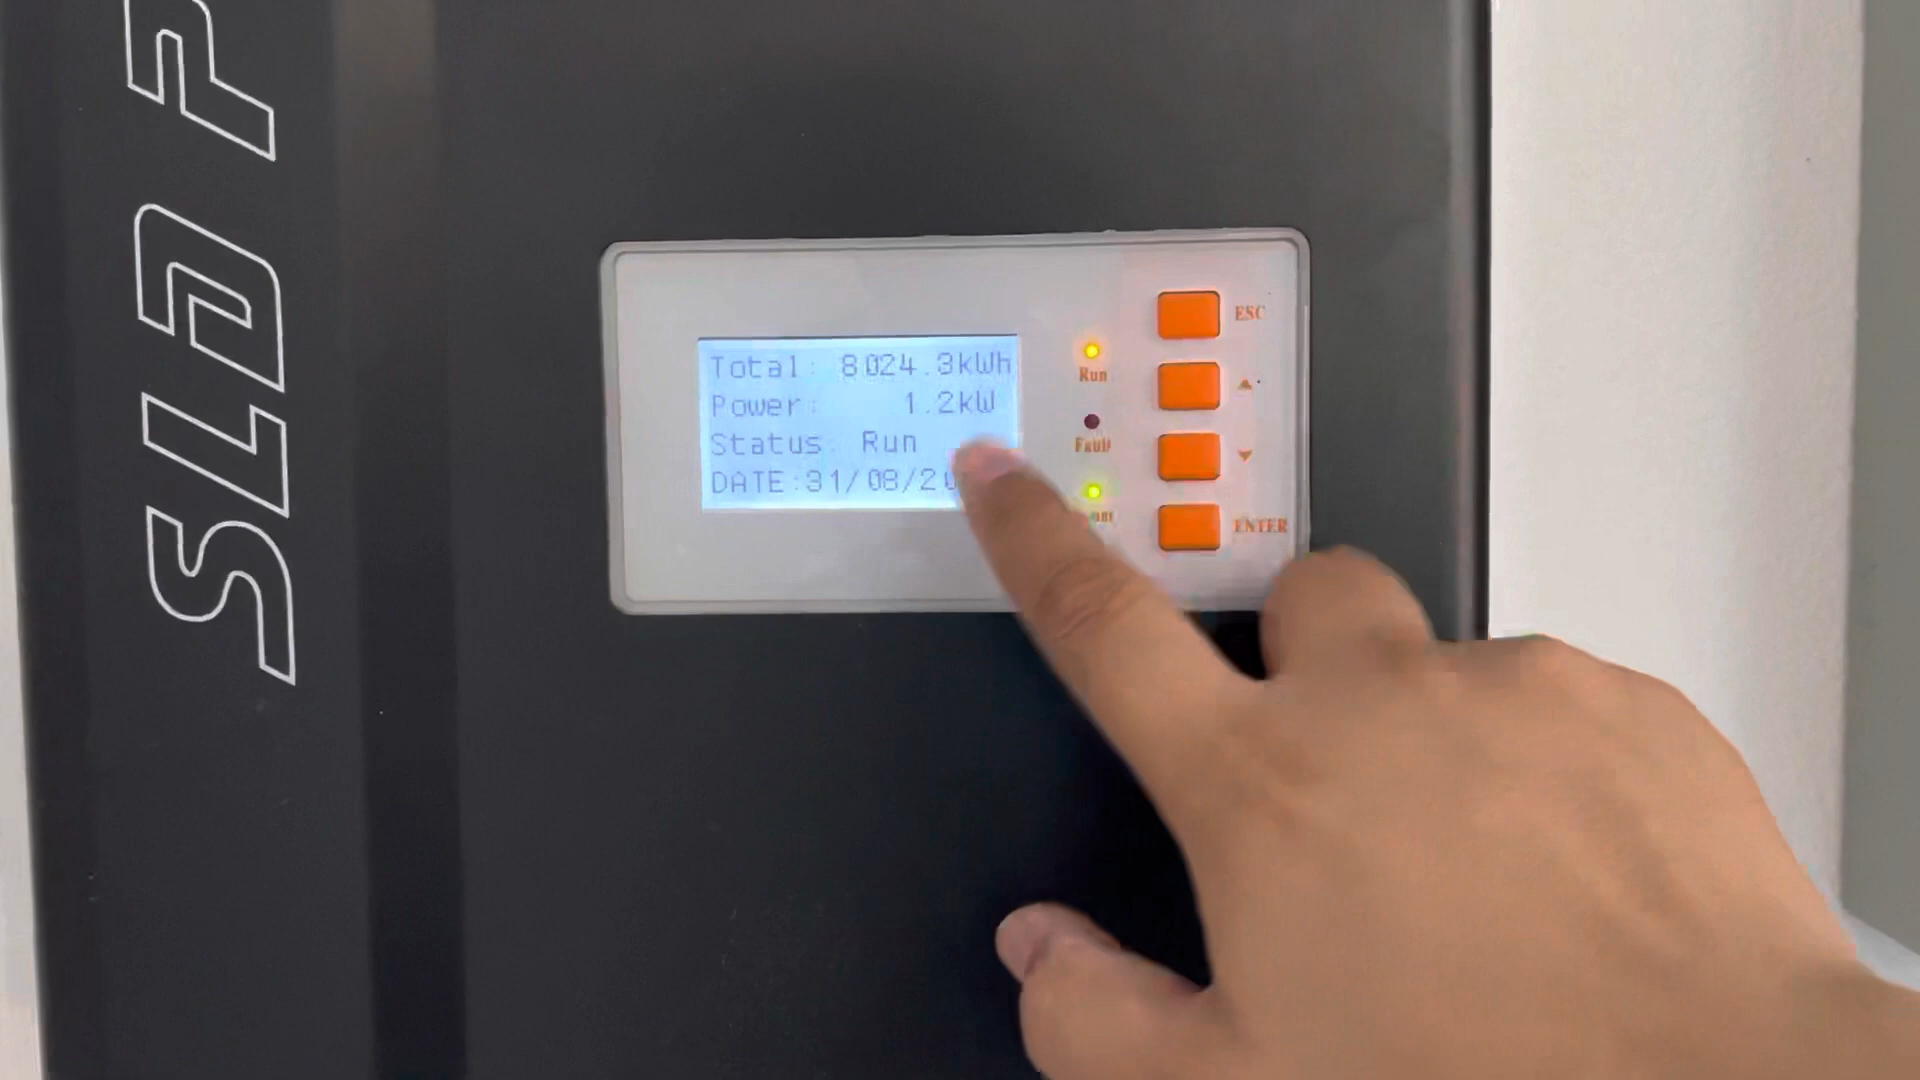 SLD P
Total: 8024.3kWh
Power: 1.2kW
Status: Run
DATE:31/08/2
Run
Fault
ESC
ENTER